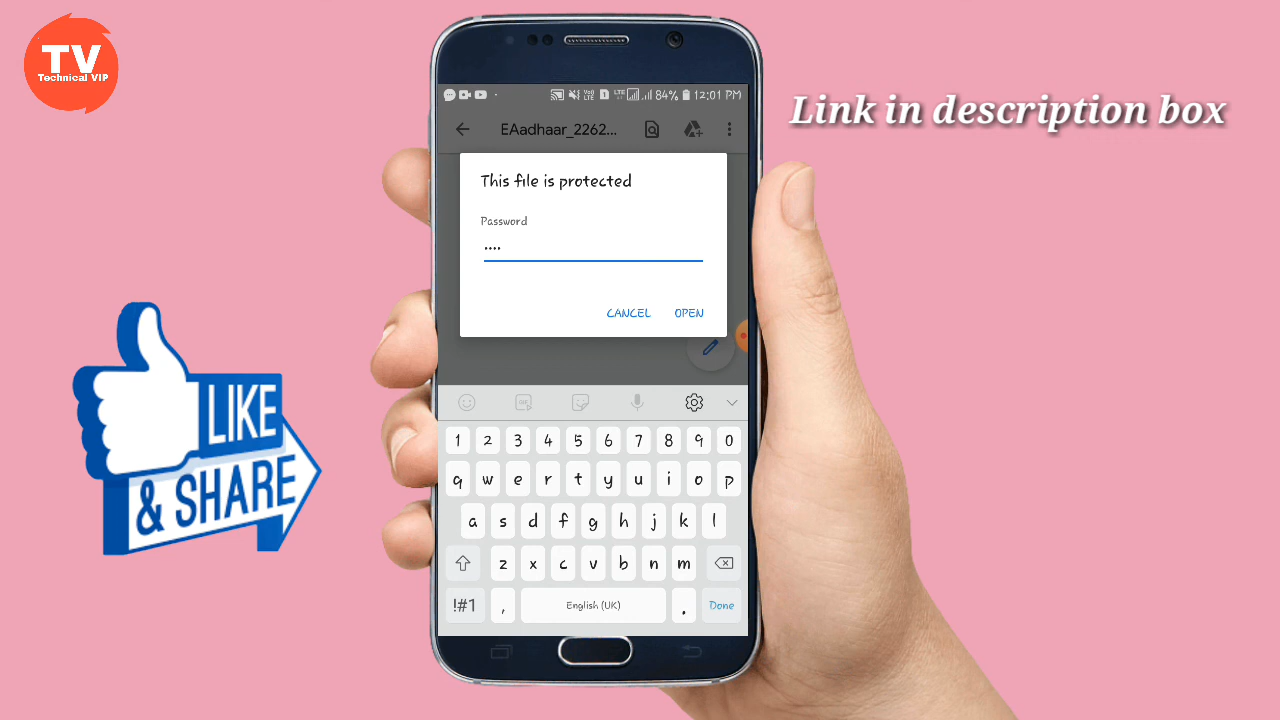 TV
Technical VIP
Link in description box
84% 12:01 PM
EAadhaar_2262...
This file is protected
Password
....
CANCEL OPEN
LIKE
& SHARE
1 2 3 4 5 6 7 8 9 0
q w e r t y u i o p
a s d f g h j k l
z x c v b n m
!#1 , English (UK) . Done